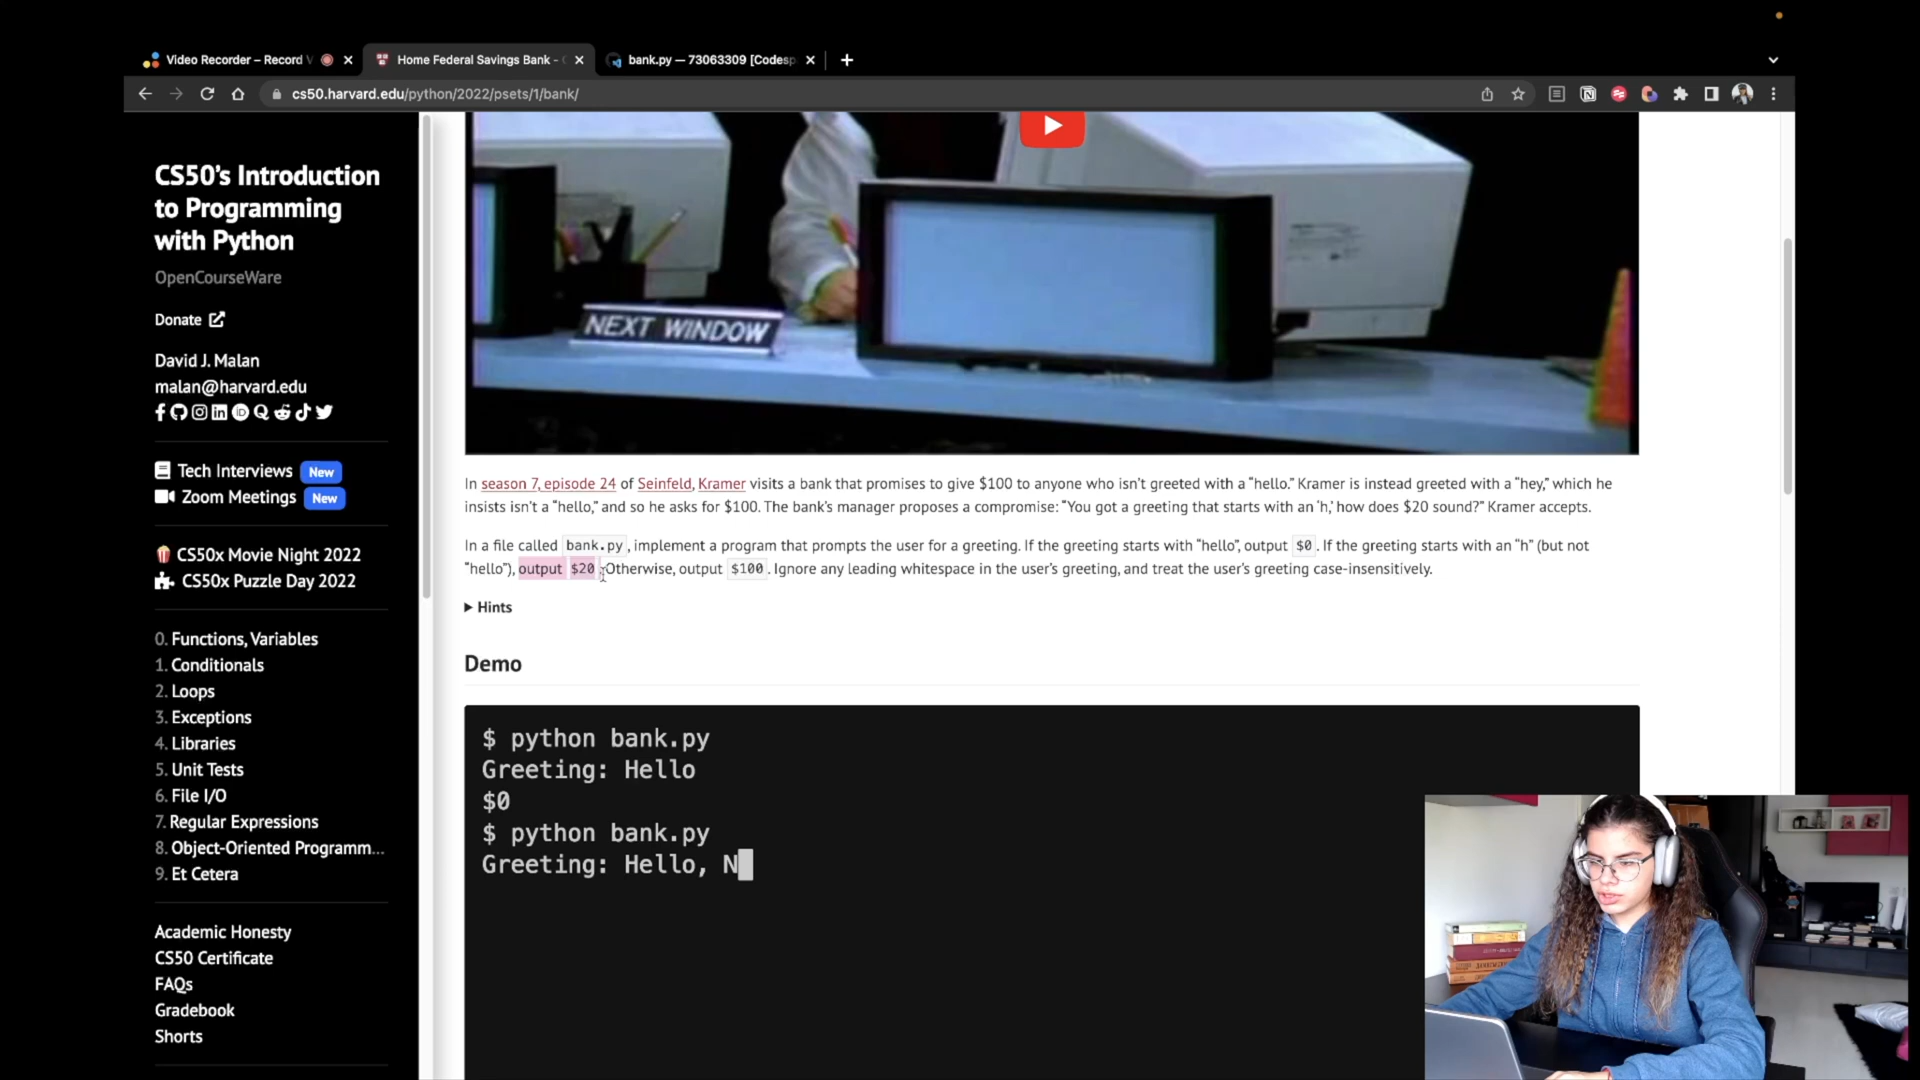 Video Recorder – Record V
Home Federal Savings Bank - C
bank.py — 73063309 [Codesp
cs50.harvard.edu/python/2022/psets/1/bank/
CS50's Introduction
to Programming
with Python
OpenCourseWare
Donate
David J. Malan
malan@harvard.edu
Tech Interviews New
Zoom Meetings New
CS50x Movie Night 2022
CS50x Puzzle Day 2022
0. Functions, Variables
1. Conditionals
2. Loops
3. Exceptions
4. Libraries
5. Unit Tests
6. File I/O
7. Regular Expressions
8. Object-Oriented Programm...
9. Et Cetera
Academic Honesty
CS50 Certificate
FAQs
Gradebook
Shorts
NEXT WINDOW
In season 7, episode 24 of Seinfeld, Kramer visits a bank that promises to give $100 to anyone who isn't greeted with a “hello.” Kramer is instead greeted with a “hey,” which he
insists isn't a “hello,” and so he asks for $100. The bank's manager proposes a compromise: “You got a greeting that starts with an ‘h,’ how does $20 sound?” Kramer accepts.
In a file called bank.py, implement a program that prompts the user for a greeting. If the greeting starts with “hello”, output $0. If the greeting starts with an “h” (but not
“hello”), output $20. Otherwise, output $100. Ignore any leading whitespace in the user's greeting, and treat the user's greeting case-insensitively.
Hints
Demo
$ python bank.py
Greeting: Hello
$0
$ python bank.py
Greeting: Hello, N